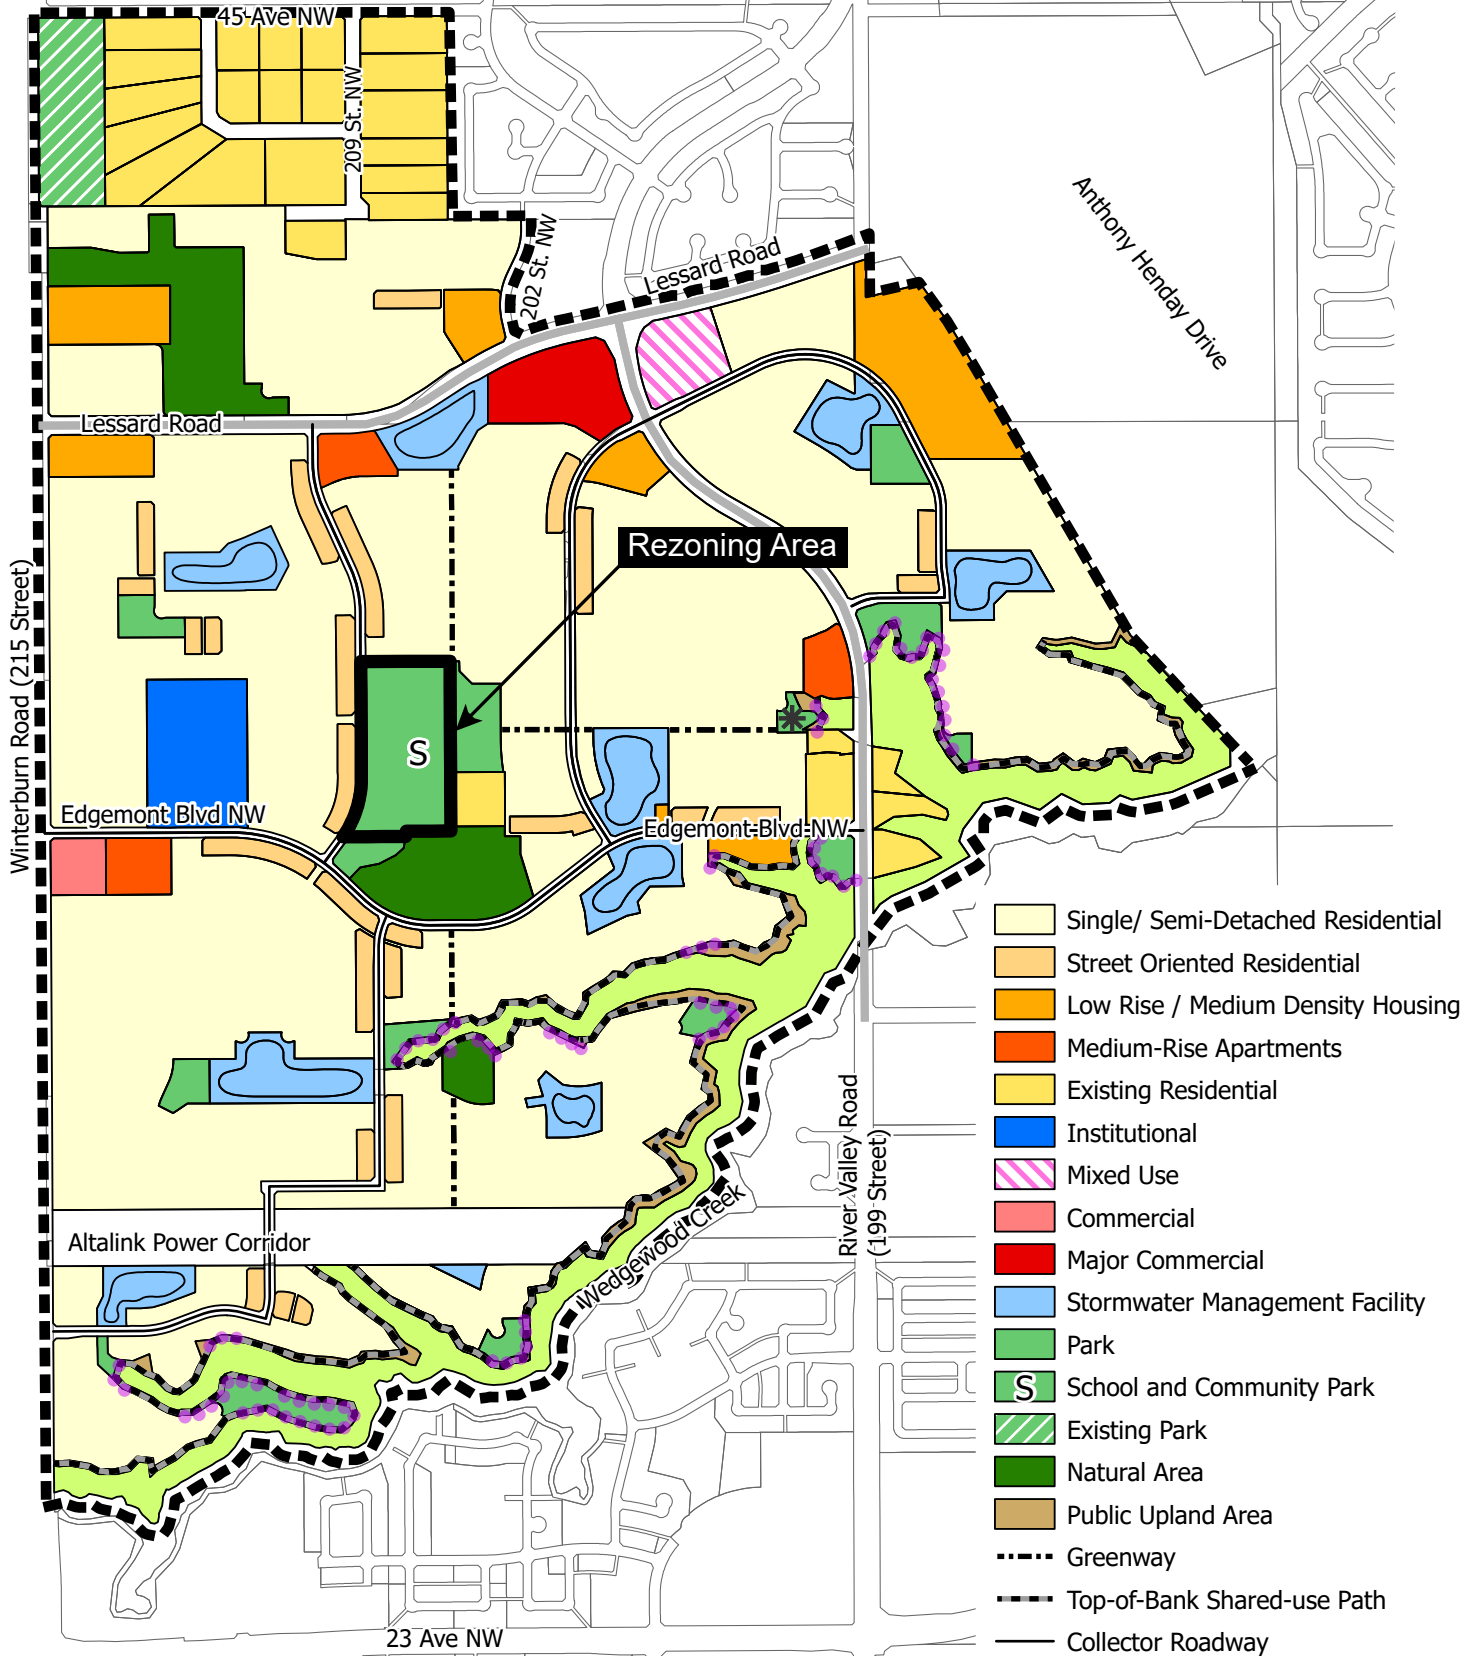 45 Ave NW
209 St. NW
202 St. NW
Lessard Road
Anthony Henday Drive
Lessard Road
Rezoning Area
Winterburn Road (215 Street)
S
Edgemont Blvd NW
Edgemont Blvd NW
River Valley Road
(199 Street)
Wedgewood Creek
Altalink Power Corridor
23 Ave NW
Single/ Semi-Detached Residential
Street Oriented Residential
Low Rise / Medium Density Housing
Medium-Rise Apartments
Existing Residential
Institutional
Mixed Use
Commercial
Major Commercial
Stormwater Management Facility
Park
S School and Community Park
Existing Park
Natural Area
Public Upland Area
Greenway
Top-of-Bank Shared-use Path
Collector Roadway